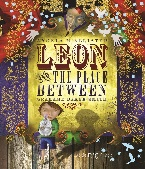 ANGELA McALLISTER
LEON
AND THE PLACE
BETWEEN
GRAHAME BAKER-SMITH